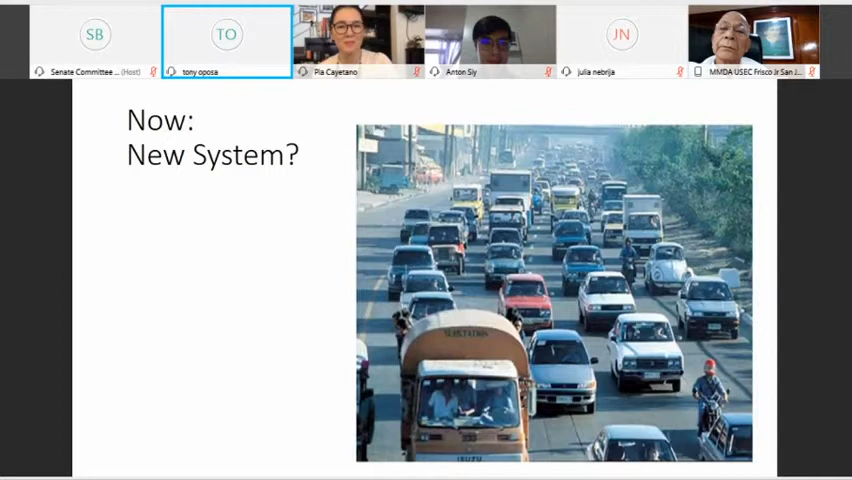 SB
TO
JN
Senate Committee ... (Host)
tony oposa
Pia Cayetano
Anton Siy
julia nebrija
MMDA USEC Frisco Jr San J...
Now:
New System?
ISUZU